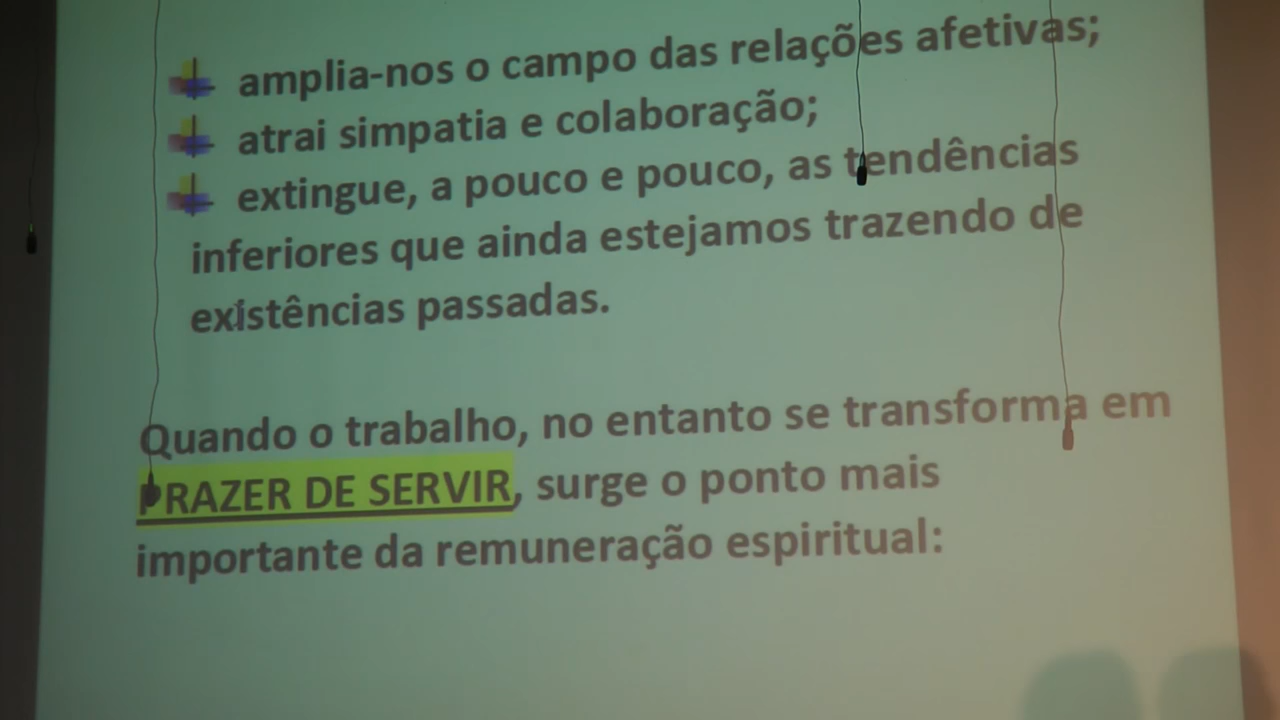 amplia-nos o campo das relações afetivas;
atrai simpatia e colaboração;
extingue, a pouco e pouco, as tendências
inferiores que ainda estejamos trazendo de
existências passadas.
Quando o trabalho, no entanto se transforma em
PRAZER DE SERVIR, surge o ponto mais
importante da remuneração espiritual: